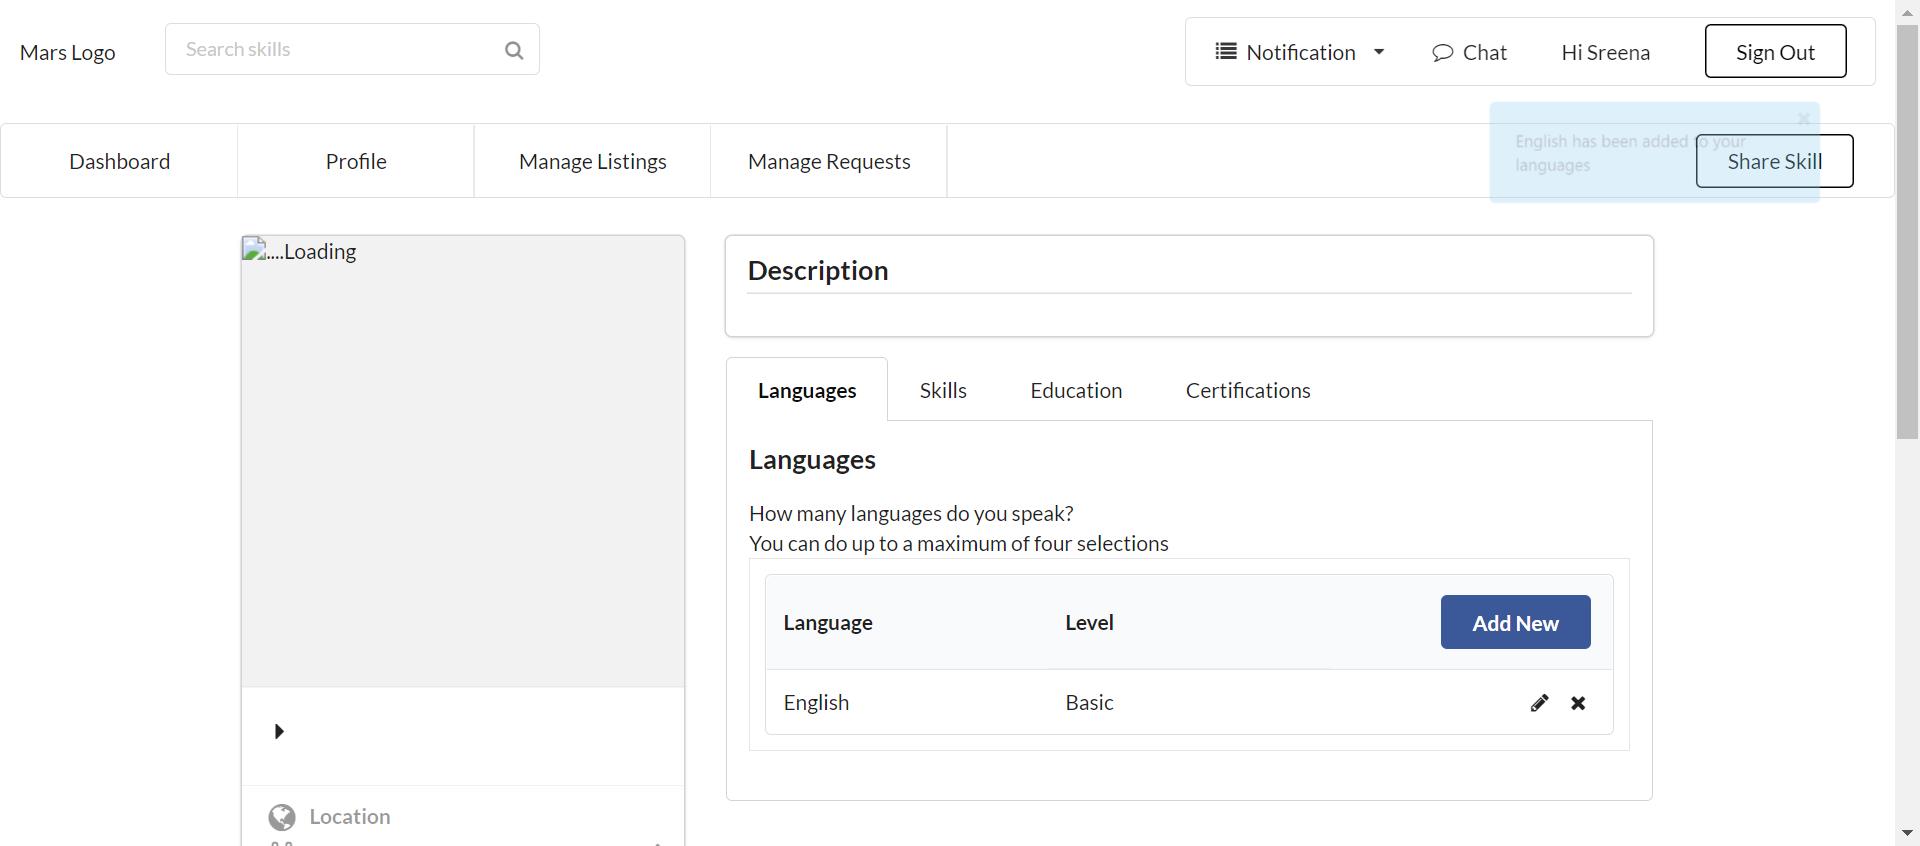 Mars Logo
Search skills
Notification
Chat
Hi Sreena
Sign Out
Dashboard
Profile
Manage Listings
Manage Requests
English has been added to your
languages
Share Skill
....Loading
Description
Languages
Skills
Education
Certifications
Languages
How many languages do you speak?
You can do up to a maximum of four selections
Language
Level
Add New
English
Basic
Location